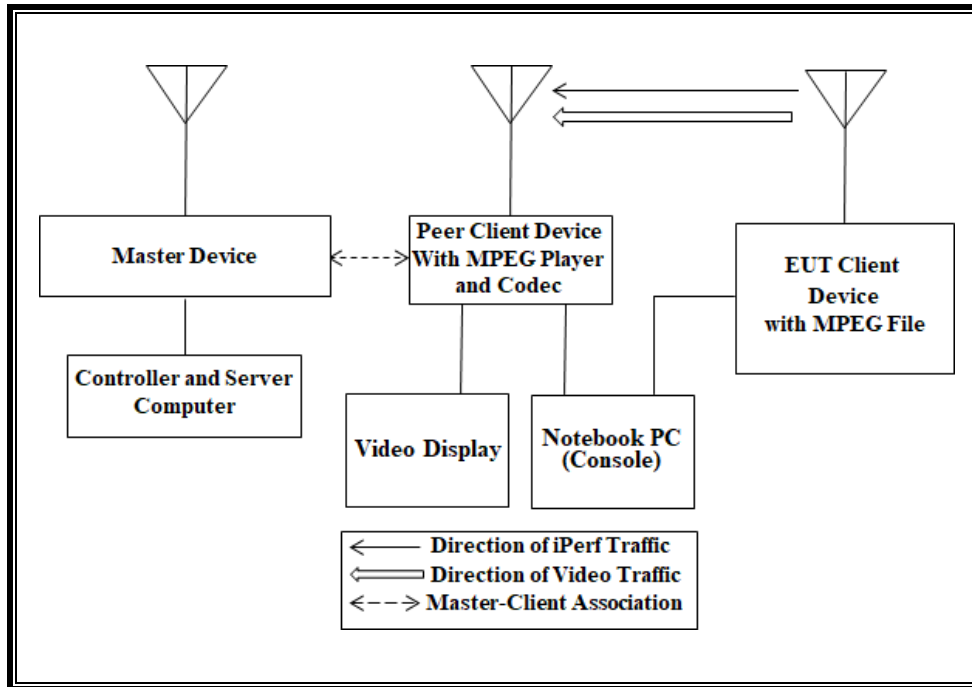 Master Device
Peer Client Device
With MPEG Player
and Codec
EUT Client
Device
with MPEG File
Controller and Server
Computer
Video Display
Notebook PC
(Console)
Direction of iPerf Traffic
Direction of Video Traffic
Master-Client Association